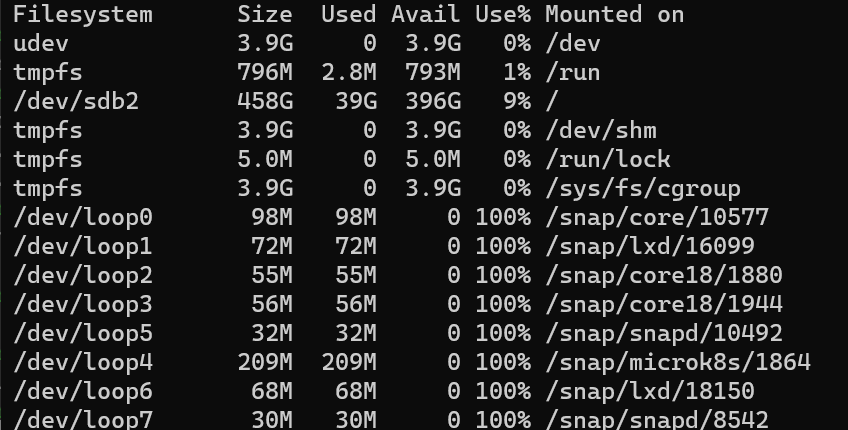 Filesystem      Size  Used Avail Use% Mounted on
udev            3.9G     0  3.9G   0% /dev
tmpfs           796M  2.8M  793M   1% /run
/dev/sdb2       458G   39G  396G   9% /
tmpfs           3.9G     0  3.9G   0% /dev/shm
tmpfs           5.0M     0  5.0M   0% /run/lock
tmpfs           3.9G     0  3.9G   0% /sys/fs/cgroup
/dev/loop0       98M   98M     0 100% /snap/core/10577
/dev/loop1       72M   72M     0 100% /snap/lxd/16099
/dev/loop2       55M   55M     0 100% /snap/core18/1880
/dev/loop3       56M   56M     0 100% /snap/core18/1944
/dev/loop5       32M   32M     0 100% /snap/snapd/10492
/dev/loop4      209M  209M     0 100% /snap/microk8s/1864
/dev/loop6       68M   68M     0 100% /snap/lxd/18150
/dev/loop7       30M   30M     0 100% /snap/snapd/8542